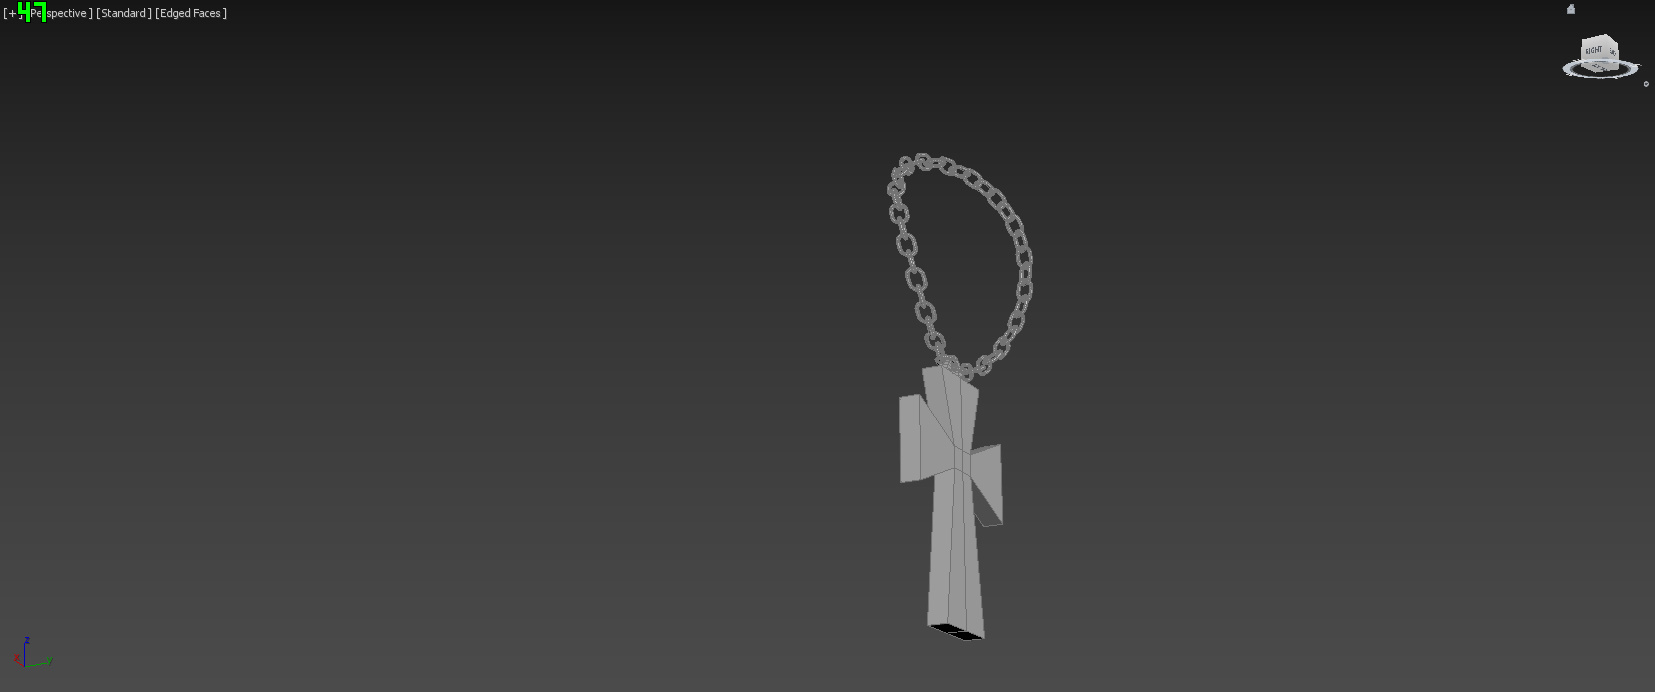 [+] [Perspective ] [Standard ] [Edged Faces ]
47
RIGHT
z
x
y